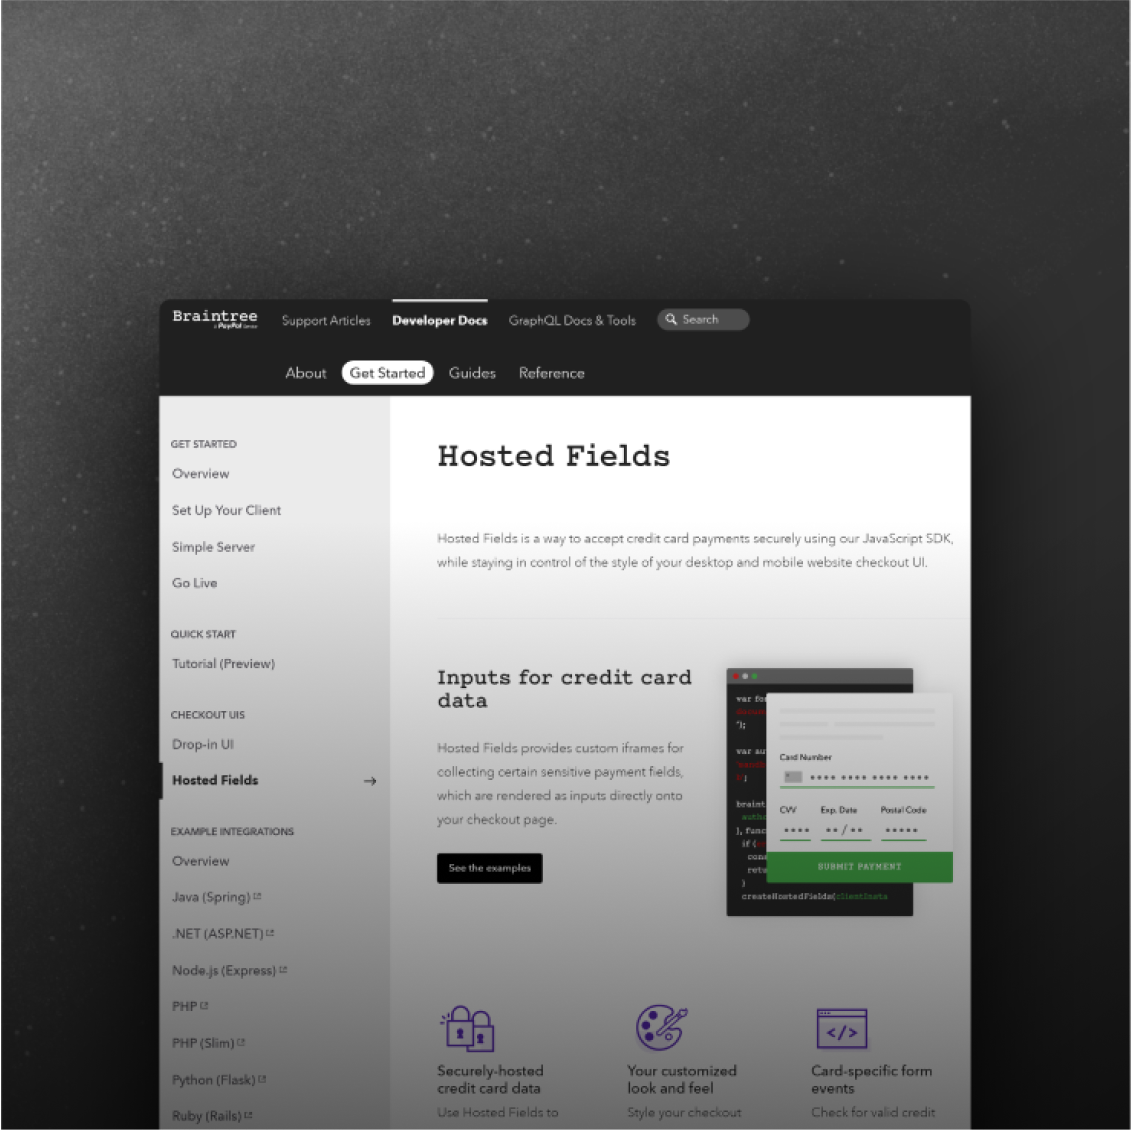 Braintree
a PayPal Service
Support Articles
Developer Docs
GraphQL Docs & Tools
Search
About
Get Started
Guides
Reference
GET STARTED
Overview
Set Up Your Client
Simple Server
Go Live
QUICK START
Tutorial (Preview)
CHECKOUT UIS
Drop-in UI
Hosted Fields
EXAMPLE INTEGRATIONS
Overview
Java (Spring)
.NET (ASP.NET)
Node.js (Express)
PHP
PHP (Slim)
Python (Flask)
Ruby (Rails)
Hosted Fields
Hosted Fields is a way to accept credit card payments securely using our JavaScript SDK,
while staying in control of the style of your desktop and mobile website checkout UI.
Inputs for credit card
data
Hosted Fields provides custom iframes for
collecting certain sensitive payment fields,
which are rendered as inputs directly onto
your checkout page.
See the examples
var for
');
var au
braint
autho
}, func
if (
cons
retu
}
createHostedFields(clientInsta
Card Number
CVV
Exp. Date
Postal Code
SUBMIT PAYMENT
</>
Securely-hosted
credit card data
Use Hosted Fields to
Your customized
look and feel
Style your checkout
Card-specific form
events
Check for valid credit